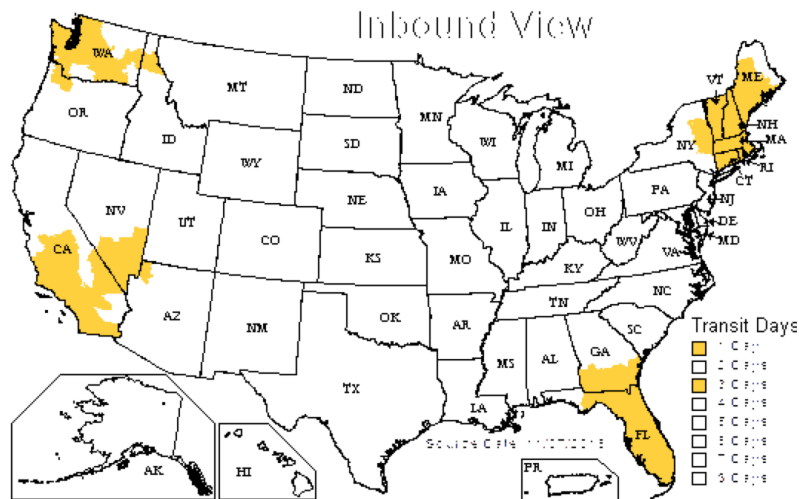 Inbound View
WA
MT
ND
MN
VT
ME
OR
ID
SD
WI
MI
NY
NH
MA
WY
RI
CT
NE
IA
PA
NJ
NV
UT
IL
IN
OH
DE
MD
CA
CO
KS
MO
WV
VA
KY
AZ
NM
OK
AR
TN
NC
SC
TX
LA
MS
AL
GA
FL
Transit Days
1 Day
2 Days
3 Days
4 Days
5 Days
6 Days
7 Days
AK
HI
PR